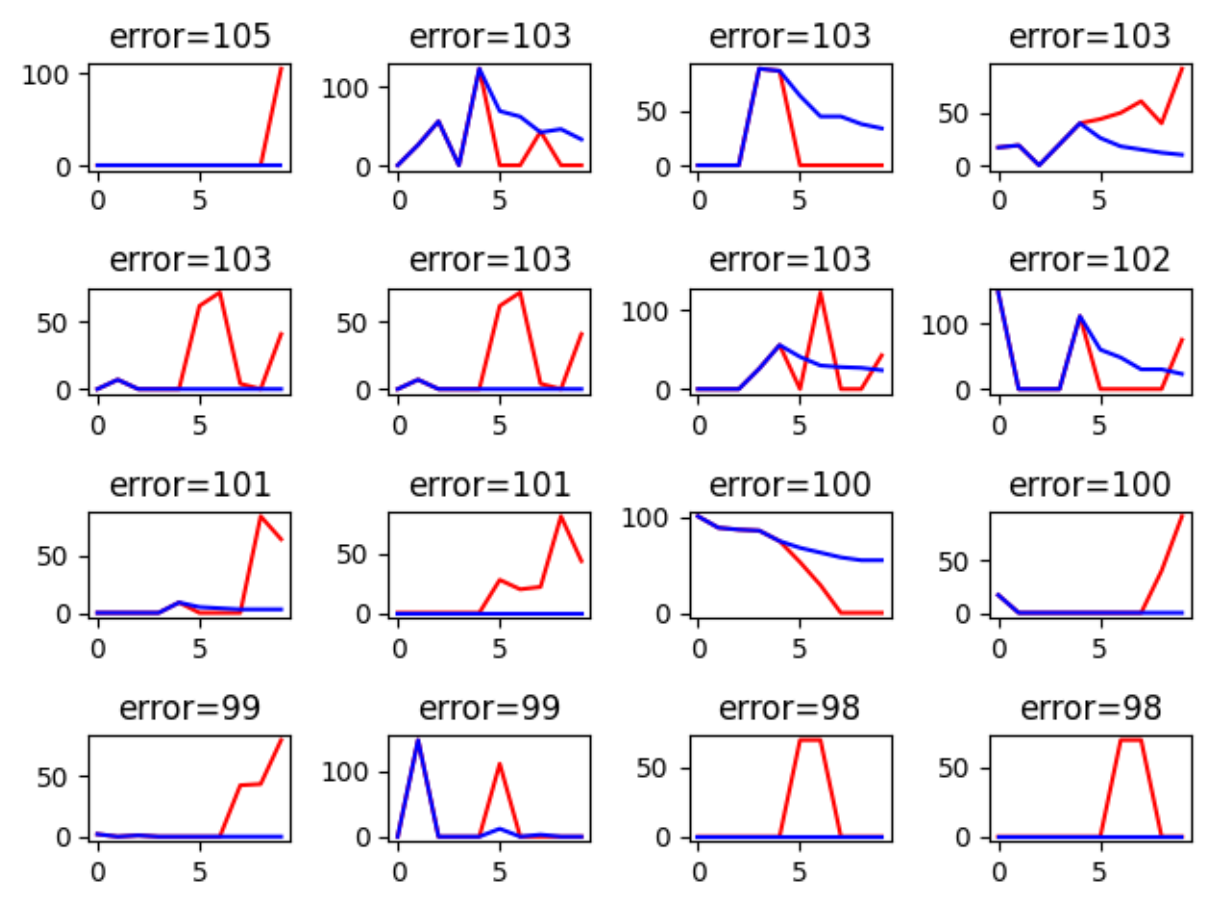 error=105 error=103 error=103 error=103
100 100
50 50
0 0 0 0
0 5 0 5 0 5 0 5
error=103 error=103 error=103 error=102
50 50 100 100
0 0 0 0
0 5 0 5 0 5 0 5
error=101 error=101 error=100 error=100
50 50 100 50
0 0 0 0
0 5 0 5 0 5 0 5
error=99 error=99 error=98 error=98
50 100 50 50
0 0 0 0
0 5 0 5 0 5 0 5